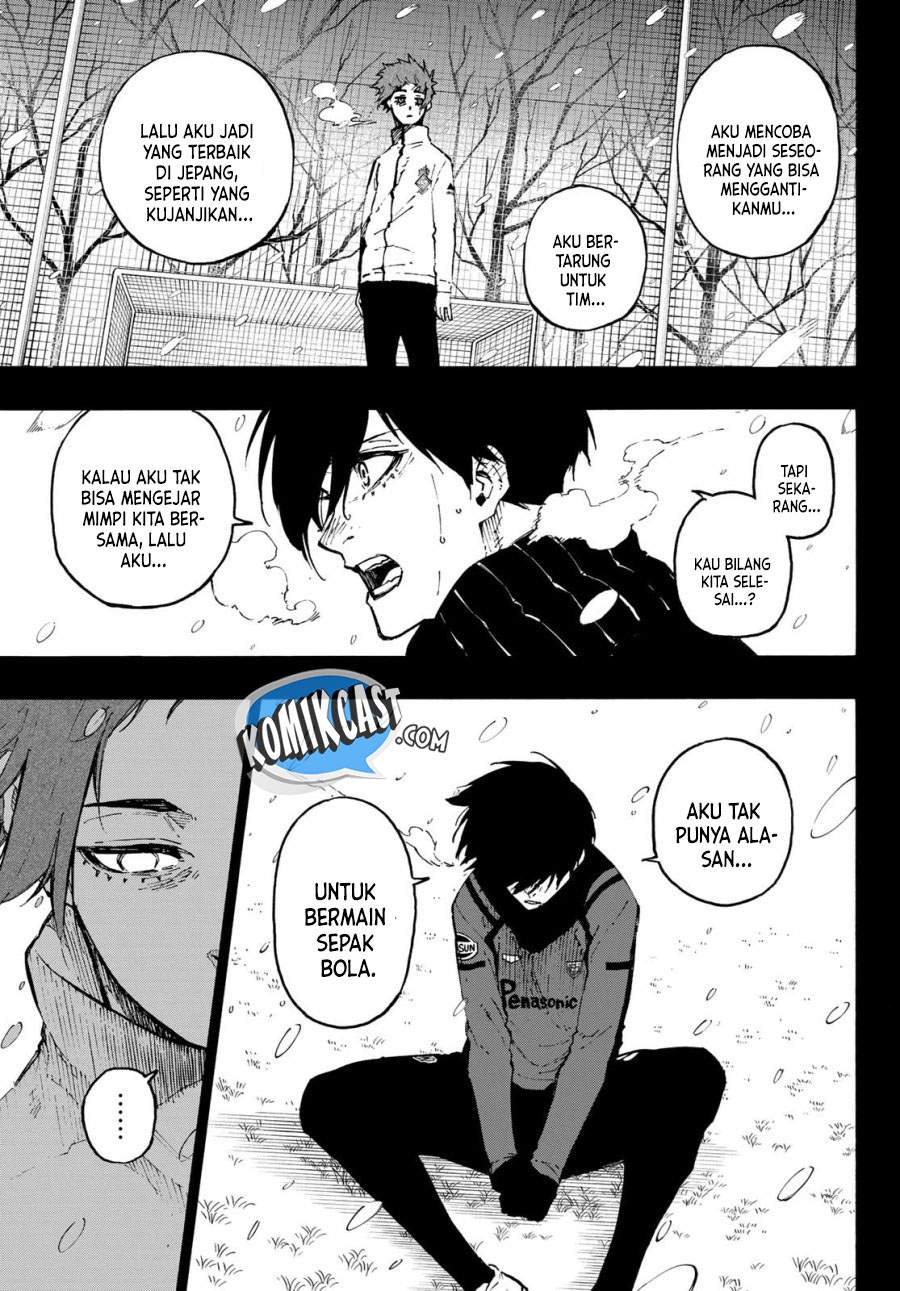 AKU MENCOBA
MENJADI SESEO-
RANG YANG BISA
MENGGANTI-
KANMU...
AKU BER-
TARUNG
UNTUK
TIM...
LALU AKU JADI
YANG TERBAIK
DI JEPANG,
SEPERTI YANG
KUJANJIKAN...
TAPI
SEKA-
RANG...
KAU BILANG
KITA SELE-
SAI...?
KALAU AKU TAK
BISA MENGEJAR
MIMPI KITA BER-
SAMA, LALU
AKU...
KOMIKCAST
.COM
AKU TAK
PUNYA ALA-
SAN...
UNTUK
BERMAIN
SEPAK
BOLA.
SUN
Penasonic
......